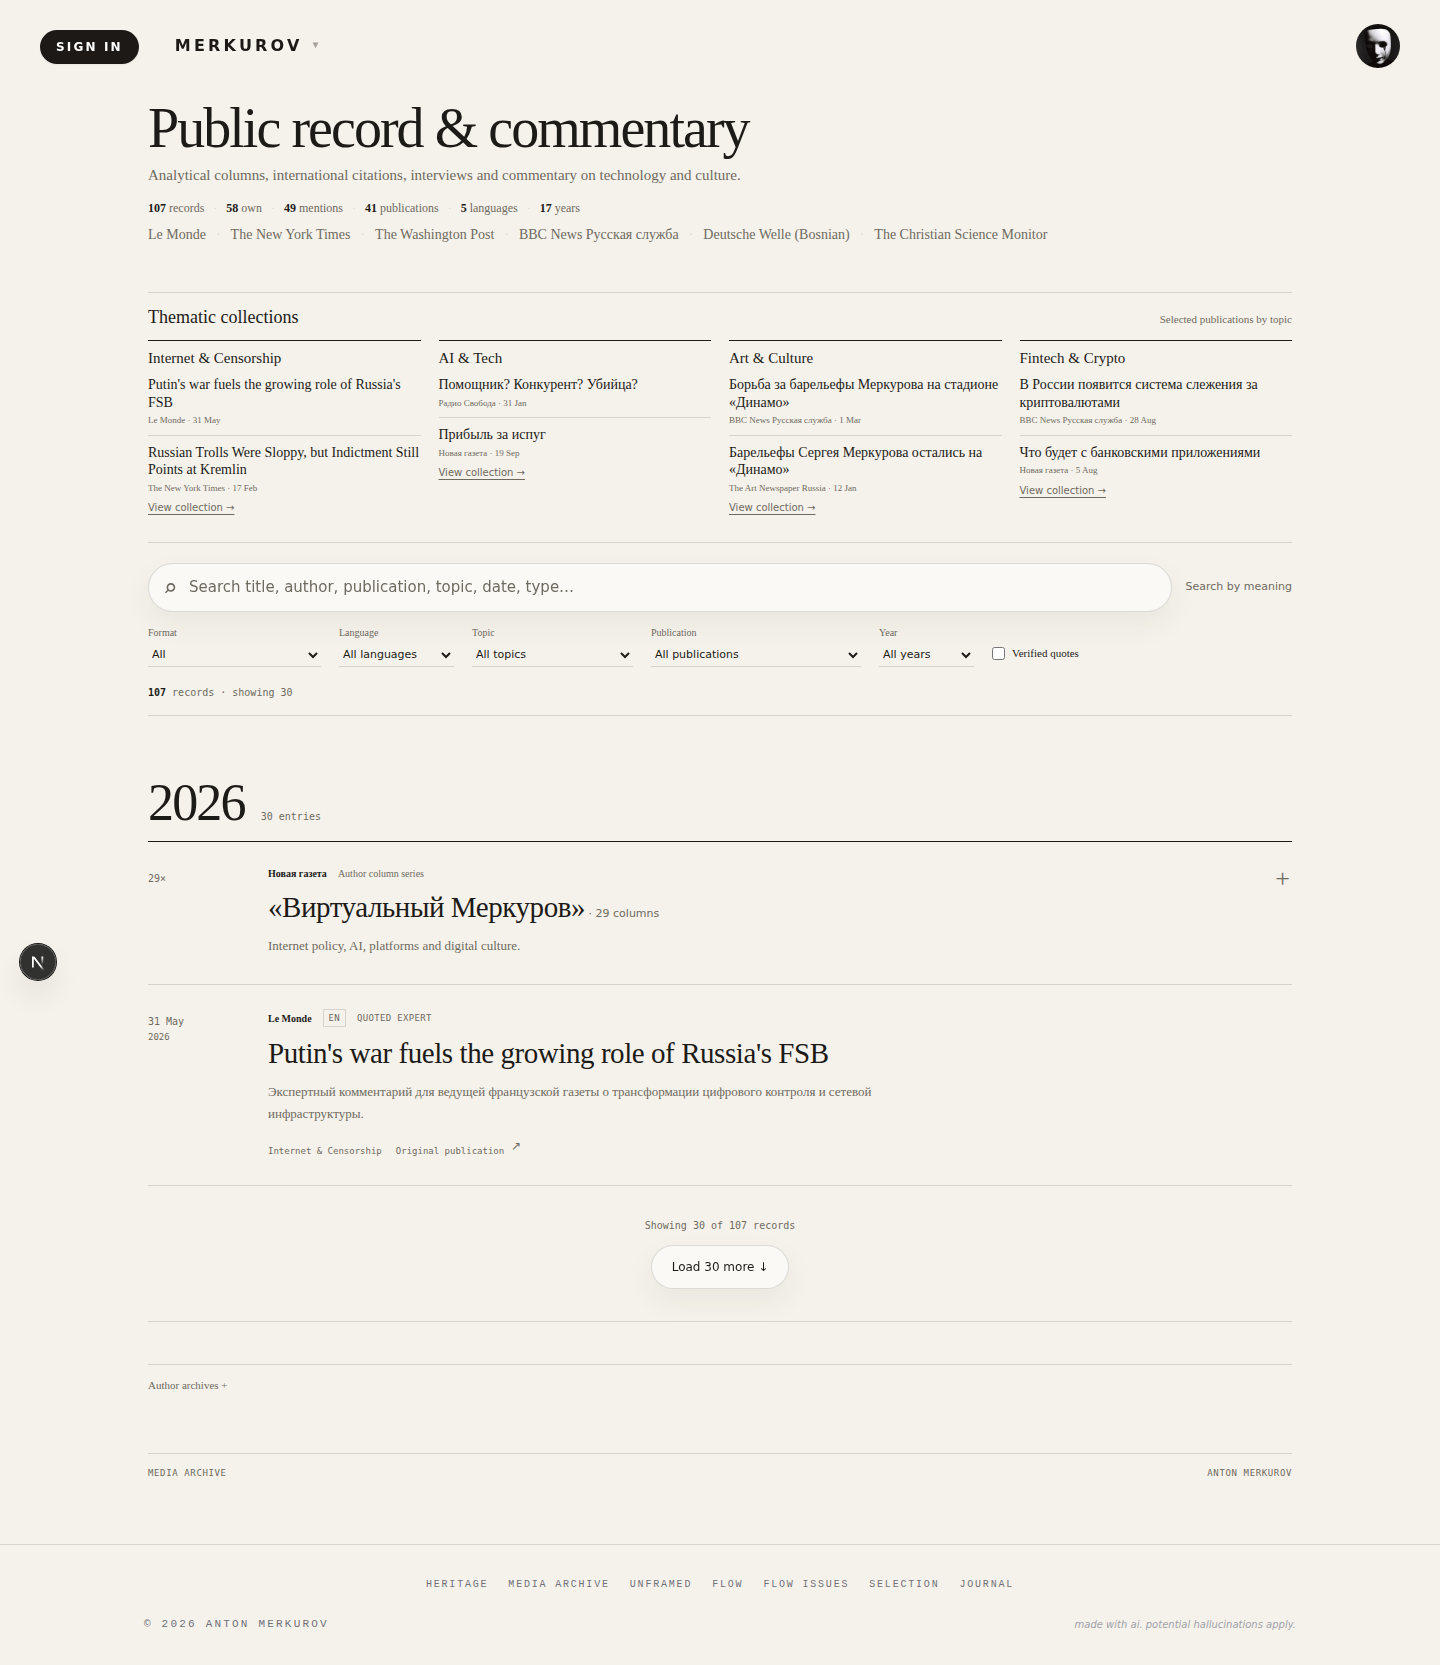 SIGN IN
MERKUROV ▾
Public record & commentary
Analytical columns, international citations, interviews and commentary on technology and culture.
107 records · 58 own · 49 mentions · 41 publications · 5 languages · 17 years
Le Monde · The New York Times · The Washington Post · BBC News Русская служба · Deutsche Welle (Bosnian) · The Christian Science Monitor
Thematic collections
Selected publications by topic
Internet & Censorship
Putin's war fuels the growing role of Russia's
FSB
Le Monde · 31 May
Russian Trolls Were Sloppy, but Indictment Still
Points at Kremlin
The New York Times · 17 Feb
View collection →
AI & Tech
Помощник? Конкурент? Убийца?
Радио Свобода · 31 Jan
Прибыль за испуг
Новая газета · 19 Sep
View collection →
Art & Culture
Борьба за барельефы Меркурова на стадионе
«Динамо»
BBC News Русская служба · 1 Mar
Барельефы Сергея Меркурова остались на
«Динамо»
The Art Newspaper Russia · 12 Jan
View collection →
Fintech & Crypto
В России появится система слежения за
криптовалютами
BBC News Русская служба · 28 Aug
Что будет с банковскими приложениями
Новая газета · 5 Aug
View collection →
Search title, author, publication, topic, date, type...
Search by meaning
Format Language Topic Publication Year
All All languages All topics All publications All years Verified quotes
107 records · showing 30
2026 30 entries
29×
Новая газета Author column series
+
«Виртуальный Меркуров» · 29 columns
Internet policy, AI, platforms and digital culture.
N
31 May
2026
Le Monde EN QUOTED EXPERT
Putin's war fuels the growing role of Russia's FSB
Экспертный комментарий для ведущей французской газеты о трансформации цифрового контроля и сетевой
инфраструктуры.
Internet & Censorship Original publication ↗
Showing 30 of 107 records
Load 30 more ↓
Author archives +
MEDIA ARCHIVE
ANTON MERKUROV
HERITAGE MEDIA ARCHIVE UNFRAMED FLOW FLOW ISSUES SELECTION JOURNAL
© 2026 ANTON MERKUROV
made with ai. potential hallucinations apply.